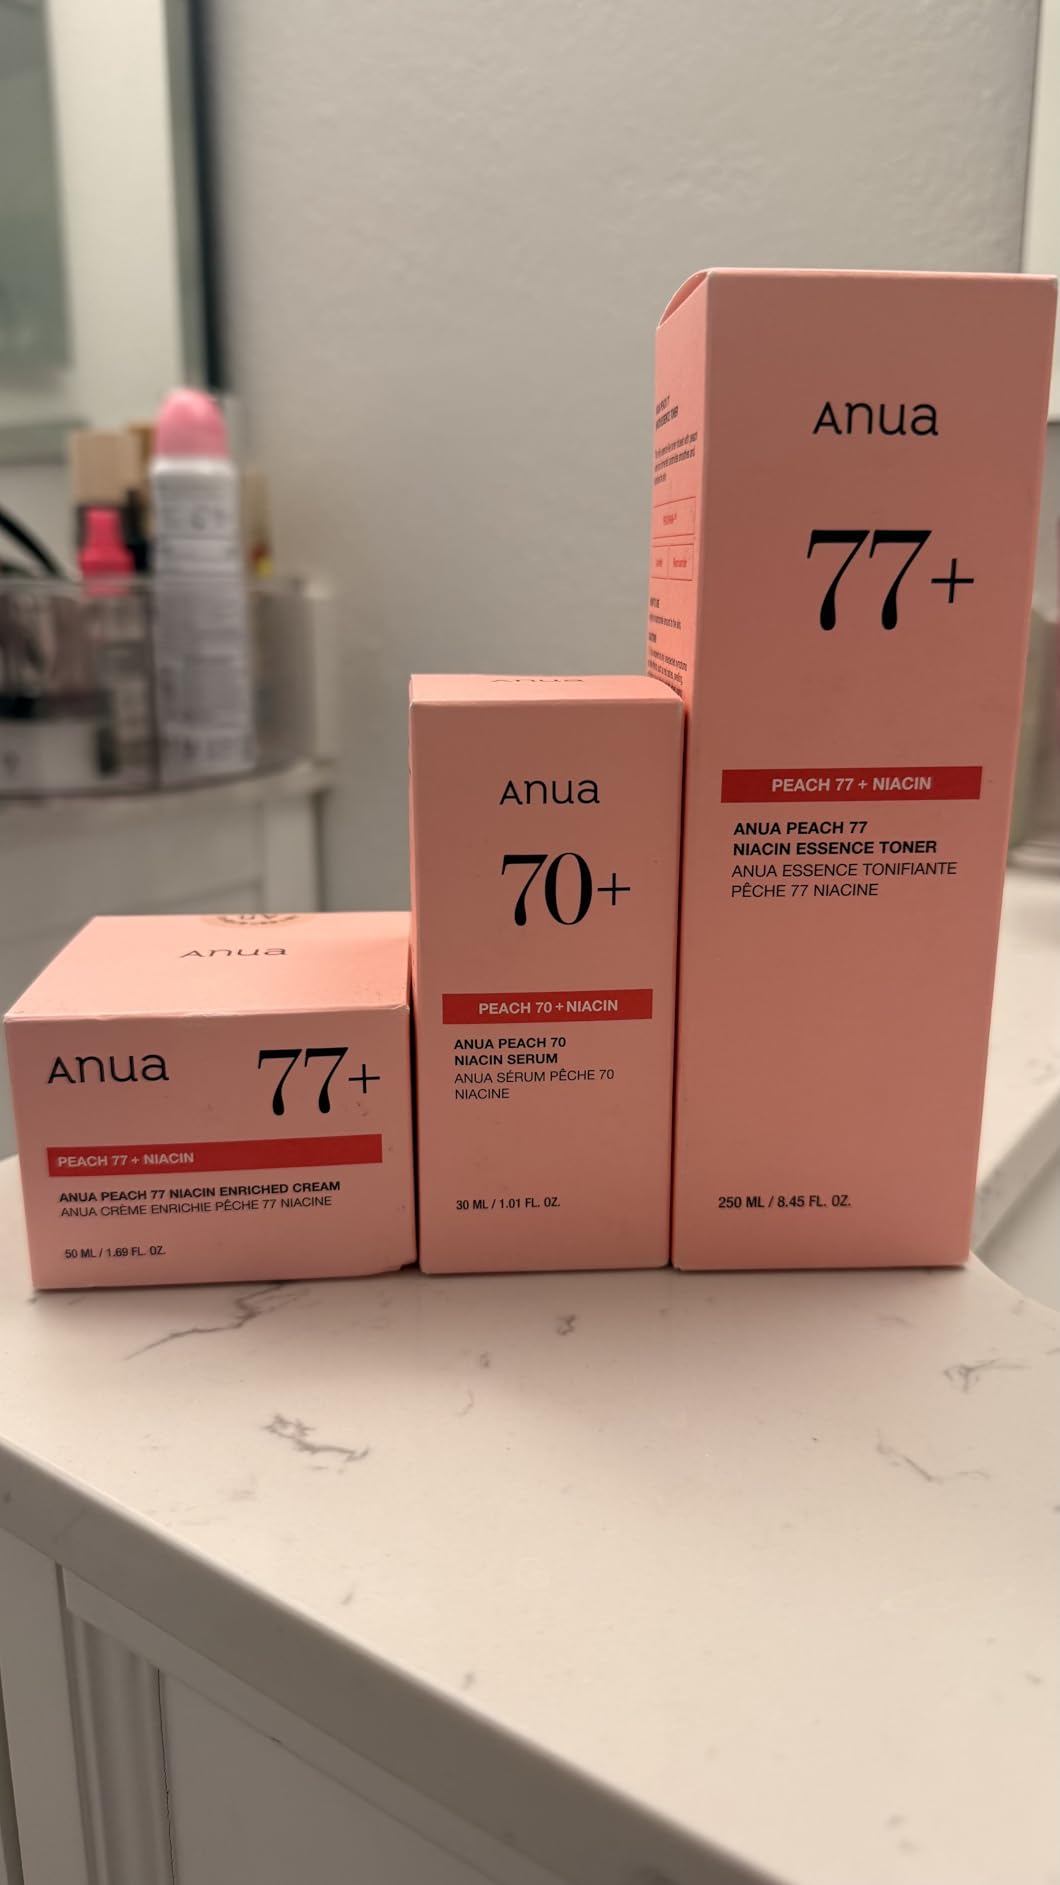 Anua
Anua
77+
PEACH 77 + NIACIN
ANUA PEACH 77 NIACIN ENRICHED CREAM
ANUA CRÈME ENRICHIE PÊCHE 77 NIACINE
50 ML / 1.69 FL. OZ.
Anua
Anua
70+
PEACH 70 + NIACIN
ANUA PEACH 70
NIACIN SERUM
ANUA SÉRUM PÊCHE 70
NIACINE
30 ML / 1.01 FL. OZ.
Anua
77+
PEACH 77 + NIACIN
ANUA PEACH 77
NIACIN ESSENCE TONER
ANUA ESSENCE TONIFIANTE
PÊCHE 77 NIACINE
250 ML / 8.45 FL. OZ.